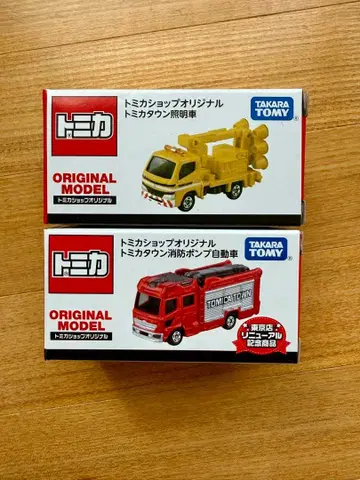 トミカ
ORIGINAL
MODEL
トミカショップオリジナル
トミカショップオリジナル
トミカタウン照明車
TAKARA
TOMY
トミカ
ORIGINAL
MODEL
トミカショップオリジナル
トミカショップオリジナル
トミカタウン消防ポンプ自動車
TAKARA
TOMY
TOMICA TOWN
東京店
リニューアル
記念商品